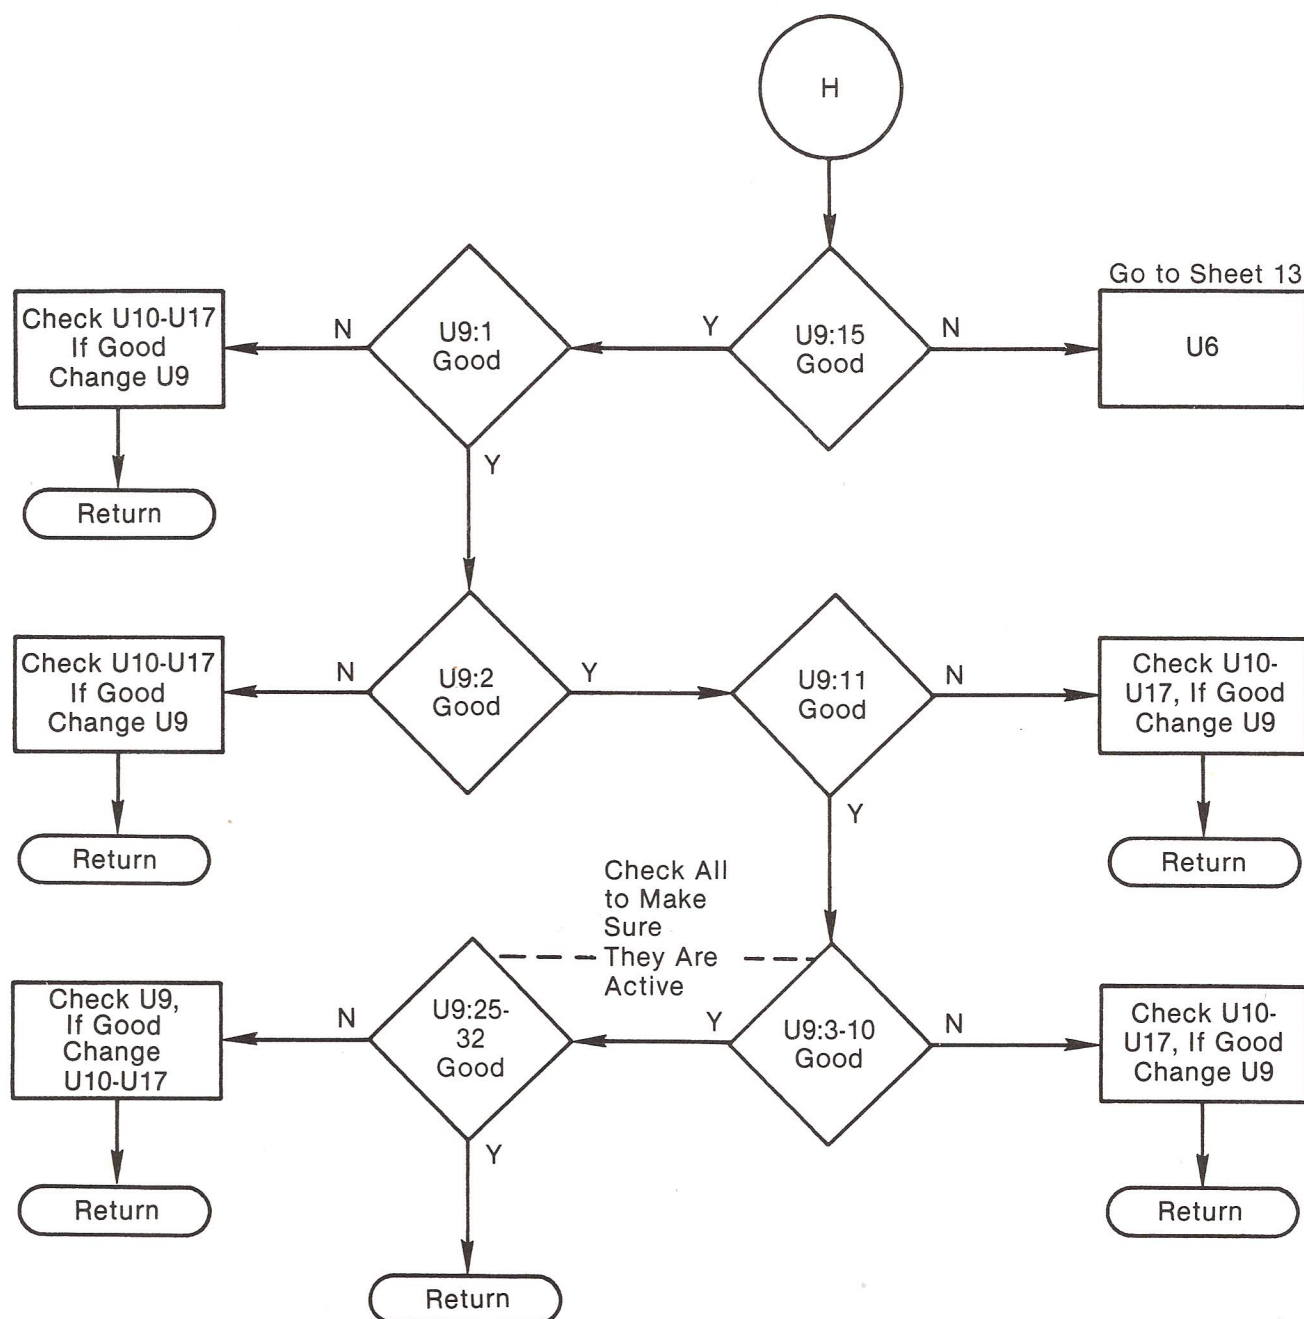 H
Go to Sheet 13
Check U10-U17
If Good
Change U9
N
U9:1
Good
Y
U9:15
Good
N
U6
Y
Return
Check U10-U17
If Good
Change U9
N
U9:2
Good
Y
U9:11
Good
N
Check U10-
U17, If Good
Change U9
Y
Return
Return
Check All
to Make
Sure
They Are
Active
Check U9,
If Good
Change
U10-U17
N
U9:25-
32
Good
Y
U9:3-10
Good
N
Check U10-
U17, If Good
Change U9
Y
Return
Return
Return